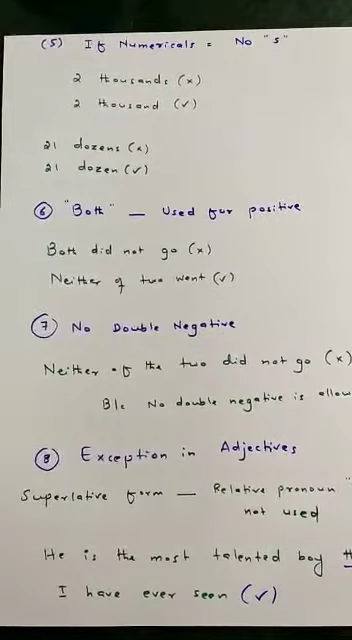 (5) If Numericals = No "s"
2 thousands (x)
2 thousand (✓)
21 dozens (x)
21 dozen (✓)
⑥ "Both" — Used for positive
Both did not go (x)
Neither of two went (✓)
⑦ No Double Negative
Neither of the two did not go (x)
B/c No double negative is allow
⑧ Exception in Adjectives
Superlative form — Relative pronoun "
not used
He is the most talented boy
I have ever seen (✓)